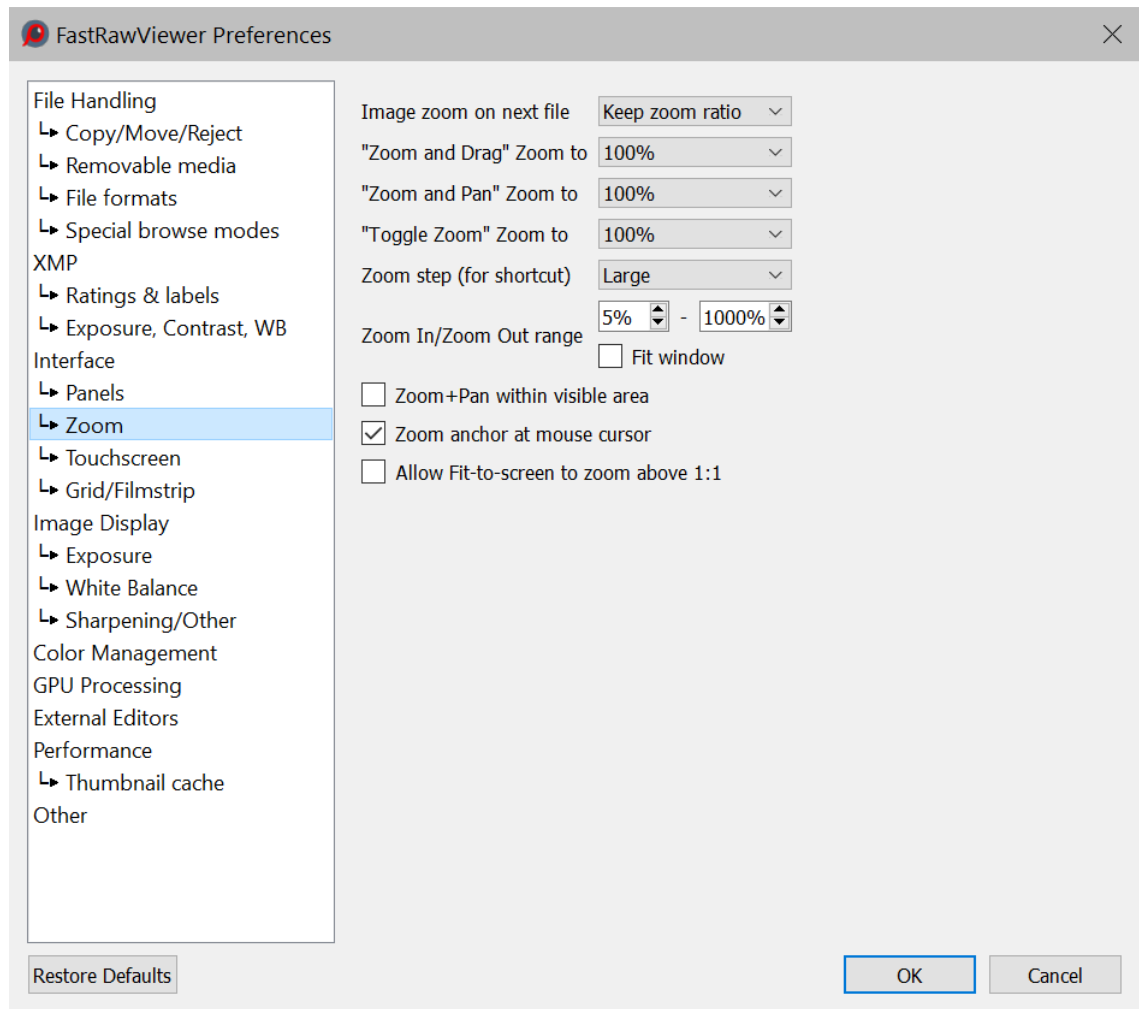 FastRawViewer Preferences
File Handling
Copy/Move/Reject
Removable media
File formats
Special browse modes
XMP
Ratings & labels
Exposure, Contrast, WB
Interface
Panels
Zoom
Touchscreen
Grid/Filmstrip
Image Display
Exposure
White Balance
Sharpening/Other
Color Management
GPU Processing
External Editors
Performance
Thumbnail cache
Other
Image zoom on next file Keep zoom ratio
"Zoom and Drag" Zoom to 100%
"Zoom and Pan" Zoom to 100%
"Toggle Zoom" Zoom to 100%
Zoom step (for shortcut) Large
Zoom In/Zoom Out range 5% - 1000%
Fit window
Zoom+Pan within visible area
Zoom anchor at mouse cursor
Allow Fit-to-screen to zoom above 1:1
Restore Defaults OK Cancel